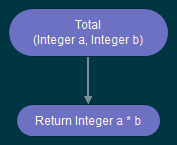 Total
(Integer a, Integer b)
Return Integer a * b